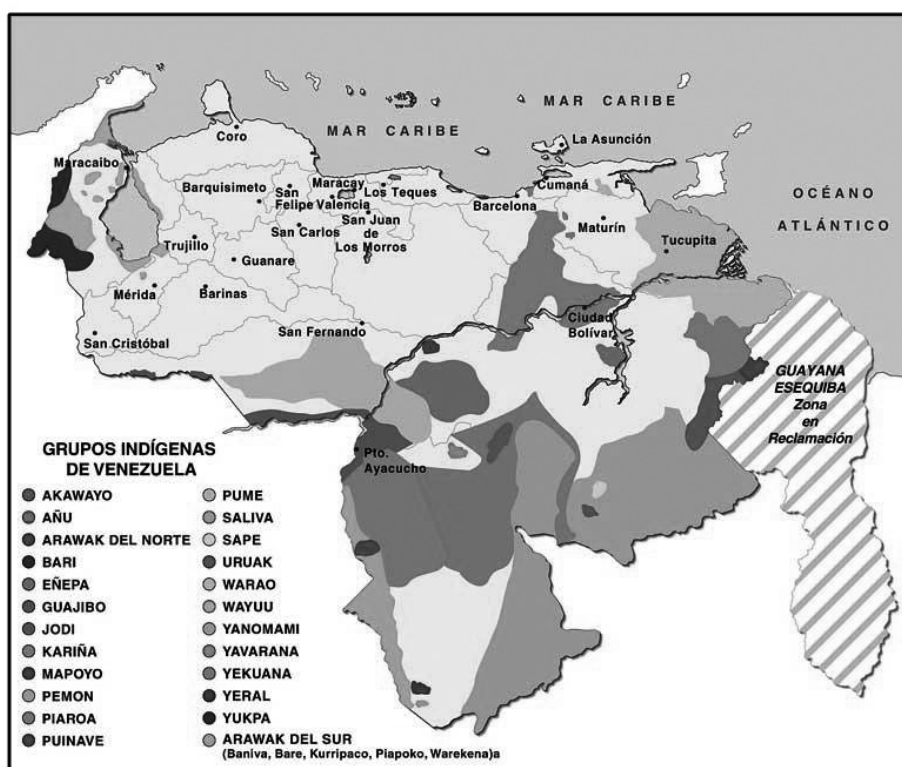 MAR CARIBE
MAR CARIBE
OCÉANO
ATLÁNTICO
Coro
La Asunción
Maracaibo
Barquisimeto
San
Felipe
Maracay
Valencia
Los Teques
Barcelona
Cumaná
San Carlos
San Juan
de
Los Morros
Maturín
Tucupita
Trujillo
Guanare
Mérida
Barinas
San Fernando
Ciudad
Bolívar
San Cristóbal
GUAYANA
ESEQUIBA
Zona
en
Reclamación
Pto.
Ayacucho
GRUPOS INDÍGENAS
DE VENEZUELA
AKAWAYO
AÑU
ARAWAK DEL NORTE
BARI
EÑEPA
GUAJIBO
JODI
KARIÑA
MAPOYO
PEMON
PIAROA
PUINAVE
PUME
SALIVA
SAPE
URUAK
WARAO
WAYUU
YANOMAMI
YAVARANA
YEKUANA
YERAL
YUKPA
ARAWAK DEL SUR
(Baniva, Bare, Kurripaco, Piapoko, Warekena)a